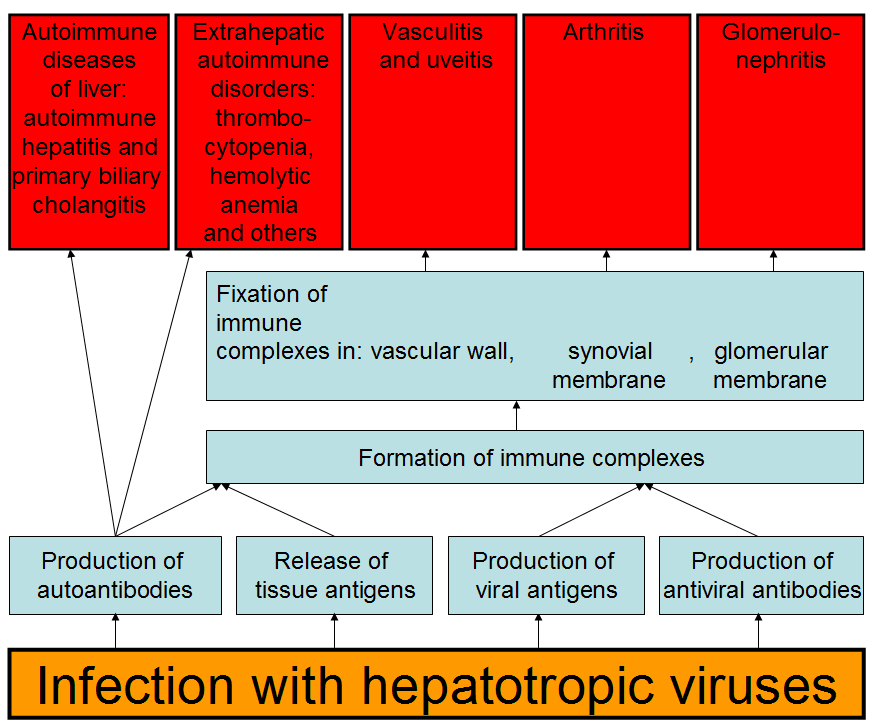 Autoimmune
diseases
of liver:
autoimmune
hepatitis and
primary biliary
cholangitis
Extrahepatic
autoimmune
disorders:
thrombo-
cytopenia,
hemolytic
anemia
and others
Vasculitis
and uveitis
Arthritis
Glomerulo-
nephritis
Fixation of
immune
complexes in: vascular wall, synovial , glomerular
membrane membrane
Formation of immune complexes
Production of
autoantibodies
Release of
tissue antigens
Production of
viral antigens
Production of
antiviral antibodies
Infection with hepatotropic viruses